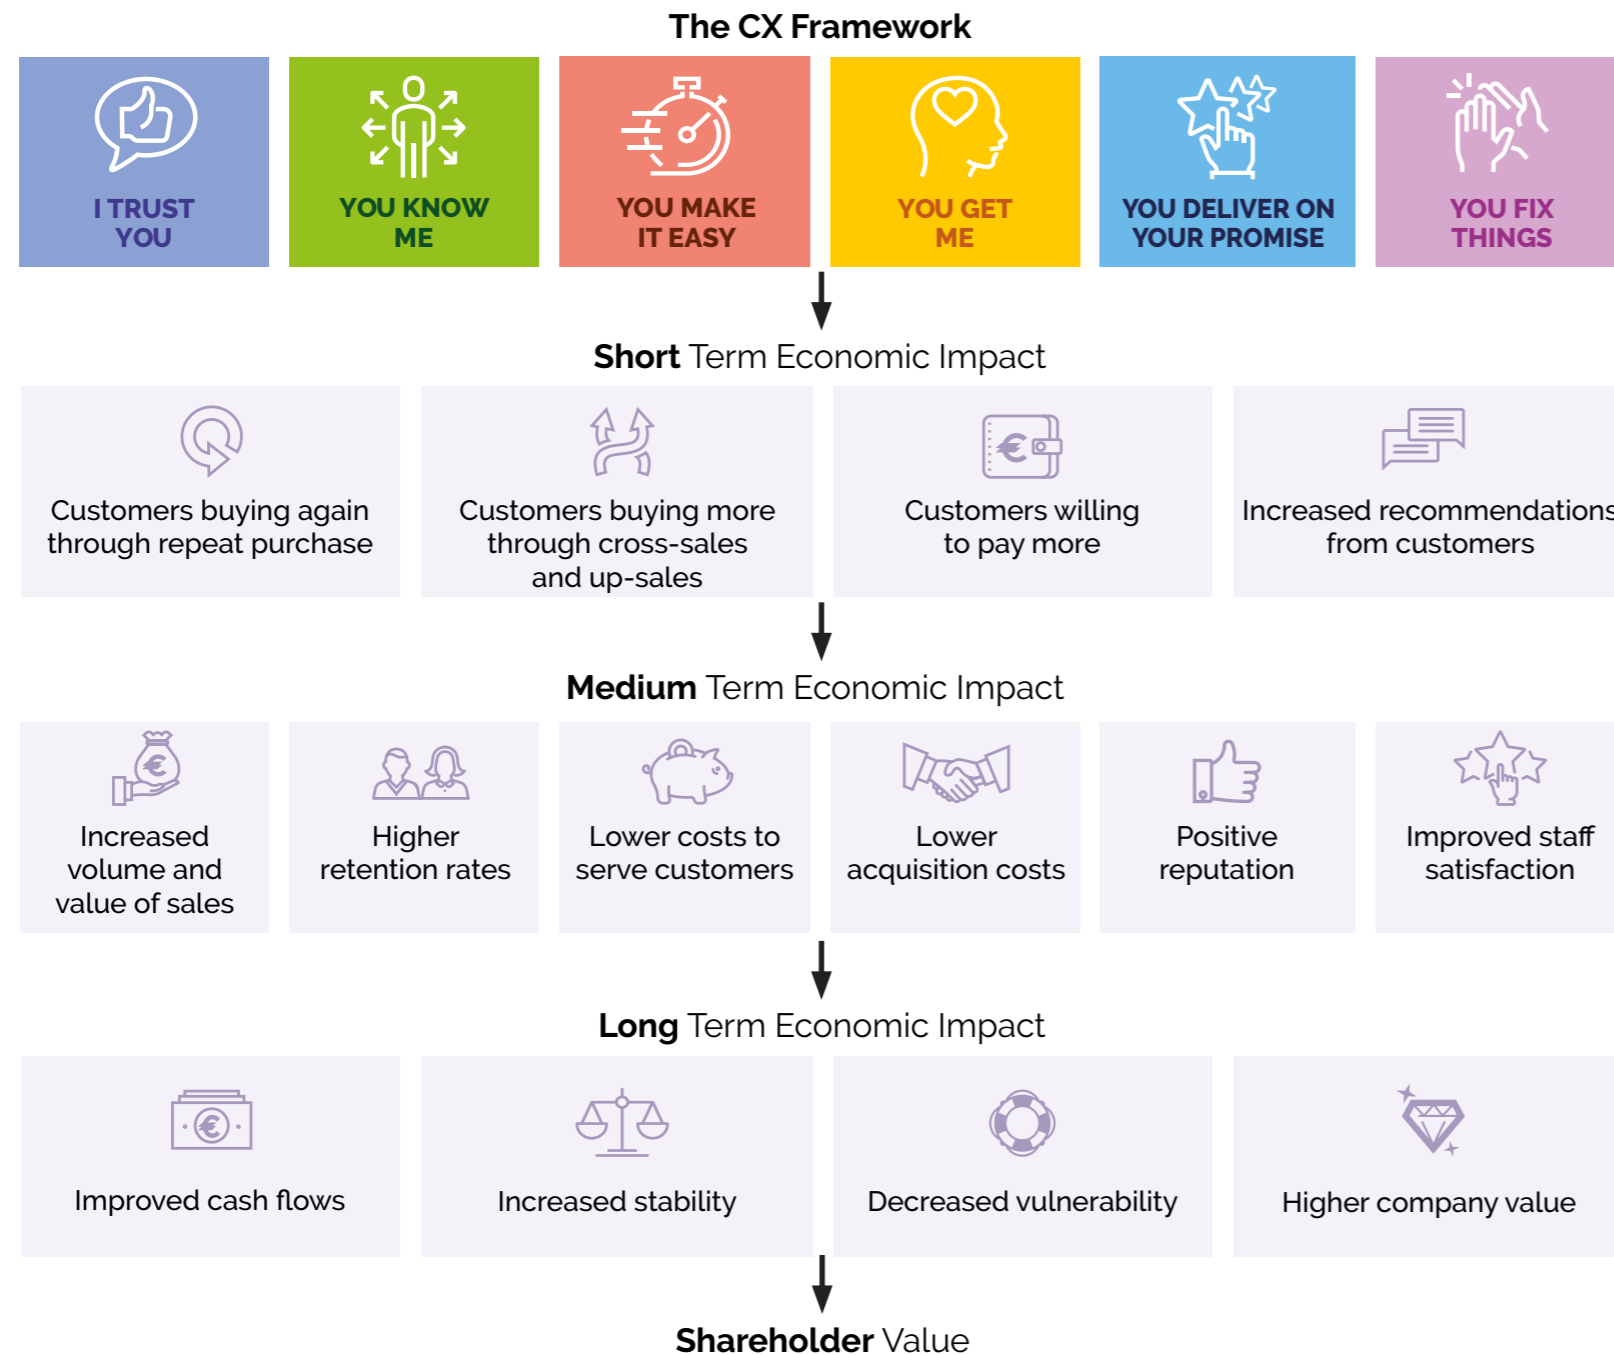 The CX Framework
I TRUST
YOU
YOU KNOW
ME
YOU MAKE
IT EASY
YOU GET
ME
YOU DELIVER ON
YOUR PROMISE
YOU FIX
THINGS
Short Term Economic Impact
Customers buying again
through repeat purchase
Customers buying more
through cross-sales
and up-sales
Customers willing
to pay more
Increased recommendations
from customers
Medium Term Economic Impact
Increased
volume and
value of sales
Higher
retention rates
Lower costs to
serve customers
Lower
acquisition costs
Positive
reputation
Improved staff
satisfaction
Long Term Economic Impact
Improved cash flows
Increased stability
Decreased vulnerability
Higher company value
Shareholder Value